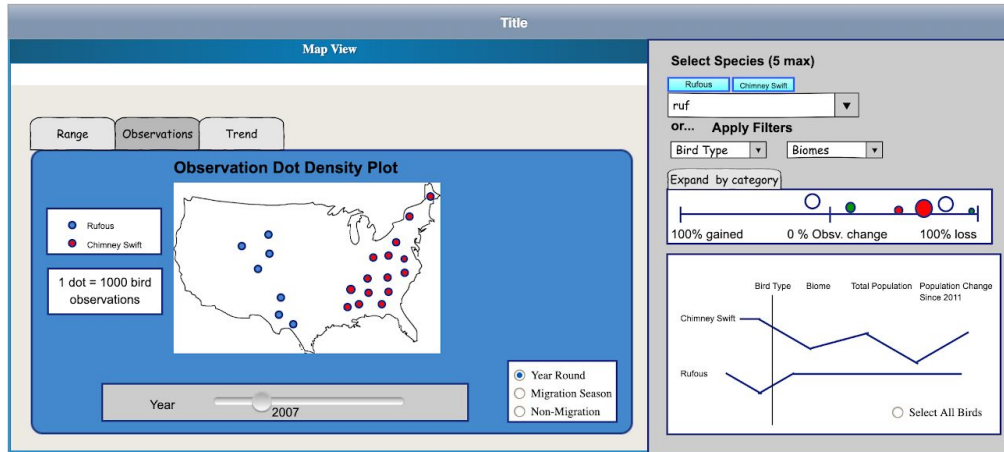 Title
Map View
Range
Observations
Trend
Observation Dot Density Plot
Rufous
Chimney Swift
1 dot = 1000 bird
observations
Year
2007
Year Round
Migration Season
Non-Migration
Select Species (5 max)
Rufous
Chimney Swift
ruf
or... Apply Filters
Bird Type
Biomes
Expand by category
100% gained
0 % Obsv. change
100% loss
Bird Type
Biome
Total Population
Population Change
Since 2011
Chimney Swift
Rufous
Select All Birds